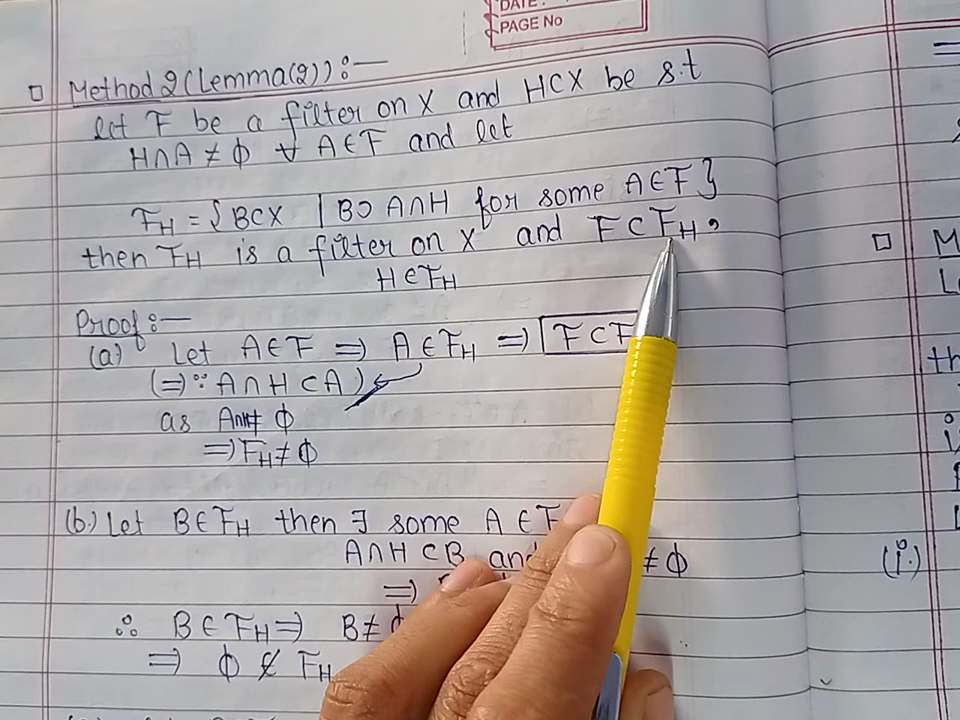 DATE:
PAGE No
□ Method 2 (Lemma(2)):—
let F be a filter on X and H⊂X be s.t
H∩A ≠ ϕ ∀ A∈F and let
F_H = { B⊂X | B⊃A∩H for some A∈F }
then F_H is a filter on X and F⊂F_H.
H∈F_H
Proof:—
(a) Let A∈F ⇒ A∈F_H ⇒ F⊂F
(⇒ ∵ A∩H⊂A)
as A∩H≠ϕ
⇒ F_H≠ϕ
(b.) Let B∈F_H then ∃ some A∈F
A∩H⊂B and ≠ϕ
⇒
∴ B∈F_H ⇒ B≠ϕ
⇒ ϕ∉F_H
□ M
th
(i.)